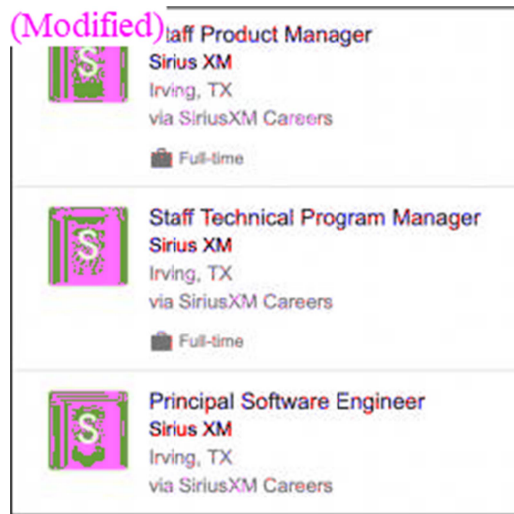 (Modified)
taff Product Manager
S
Sirius XM
Irving, TX
via SiriusXM Careers
Full-time
Staff Technical Program Manager
S
Sirius XM
Irving, TX
via SiriusXM Careers
Full-time
Principal Software Engineer
S
Sirius XM
Irving, TX
via SiriusXM Careers